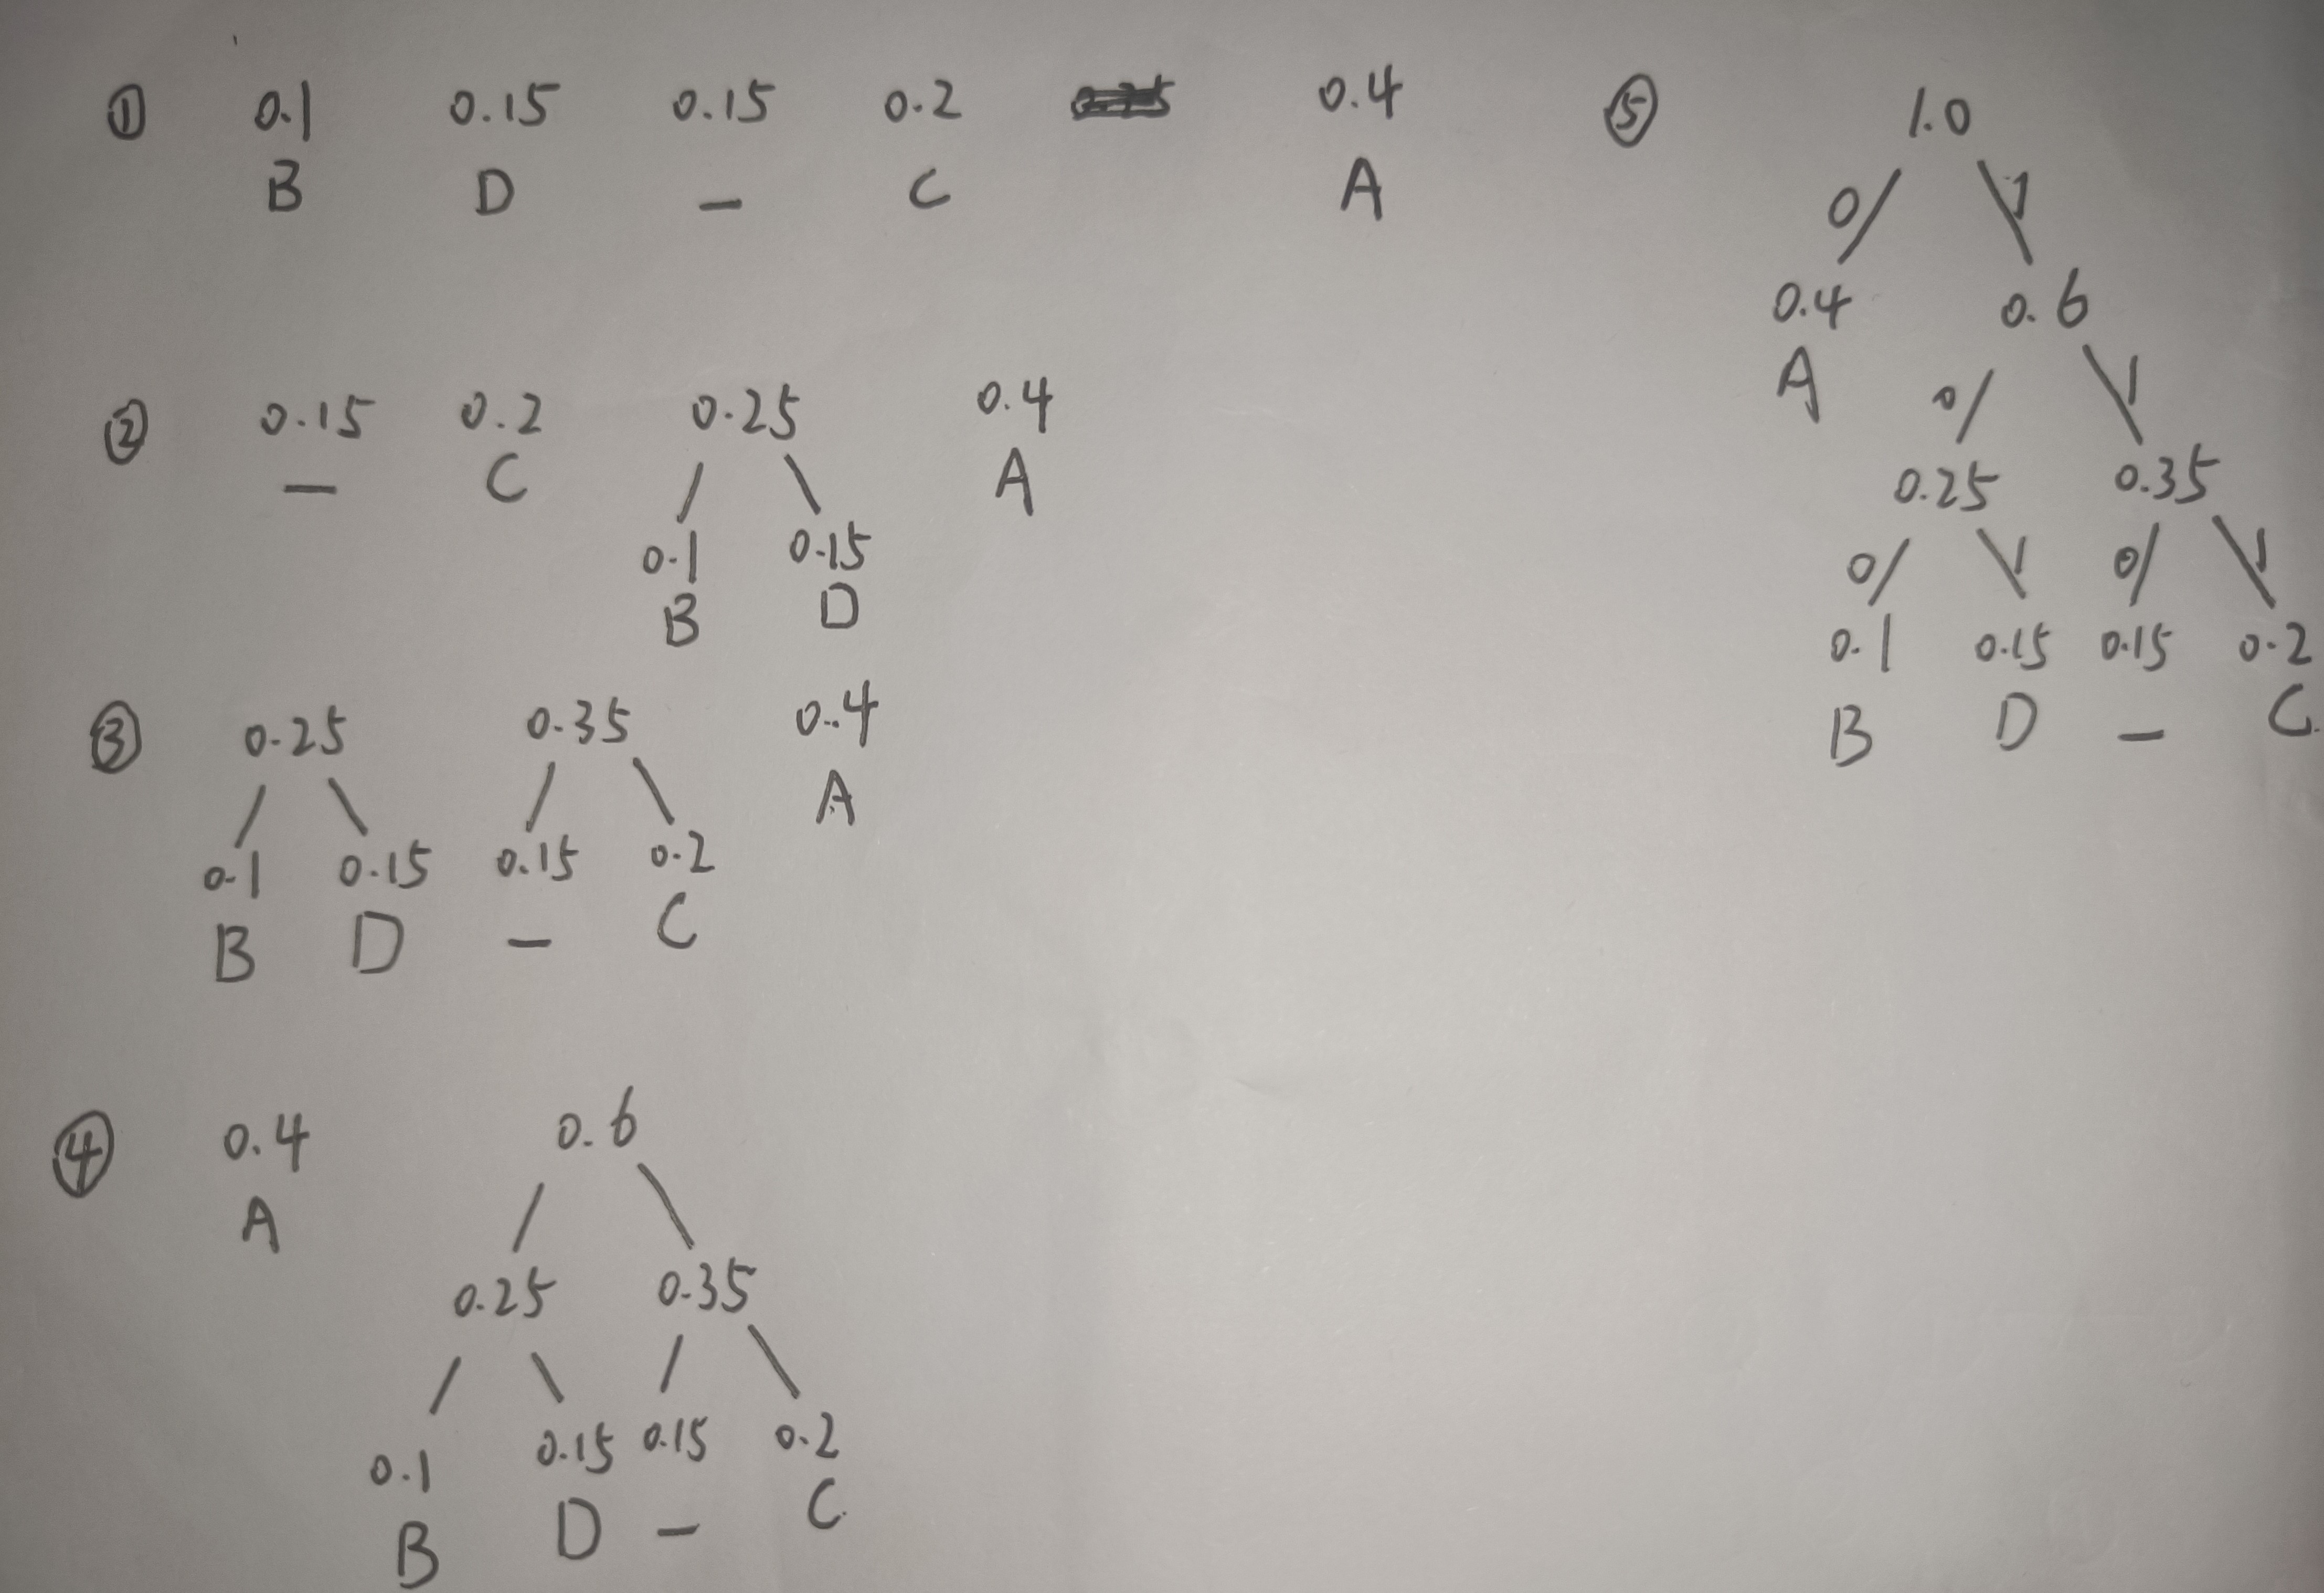 ① 0.1 0.15 0.15 0.2 0.4
B D _ C A
② 0.15 0.2 0.25 0.4
_ C A
0.1 0.15
B D
③ 0.25 0.35 0.4
A
0.1 0.15 0.15 0.2
B D _ C
④ 0.4 0.6
A
0.25 0.35
0.1 0.15 0.15 0.2
B D _ C
⑤ 1.0
0 1
0.4 0.6
A 0 1
0.25 0.35
0 1 0 1
0.1 0.15 0.15 0.2
B D _ C